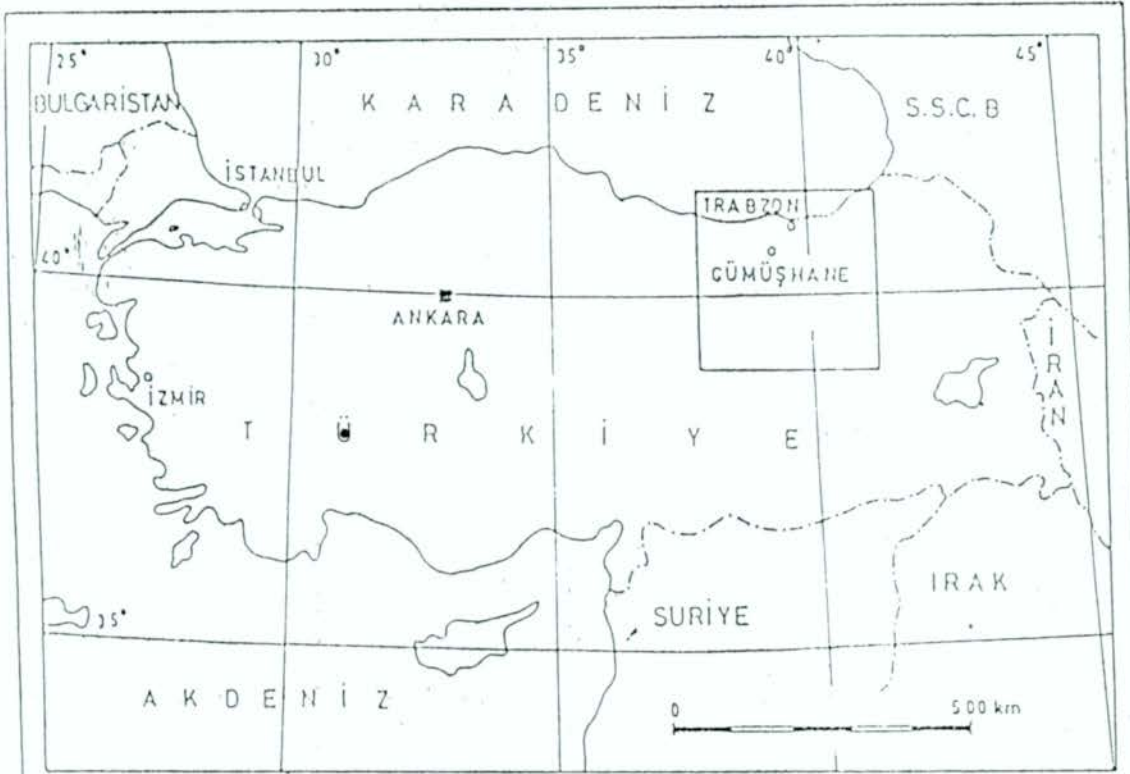 25° 30° 35° 40° 45°
BULGARİSTAN
K A R A D E N İ Z
S.S.C.B
İSTANBUL
TRABZON
40°
GÜMÜŞHANE
ANKARA
İRAN
İZMİR
T Ü R K İ Y E
IRAK
35°
SURİYE
A K D E N İ Z
0 500 km